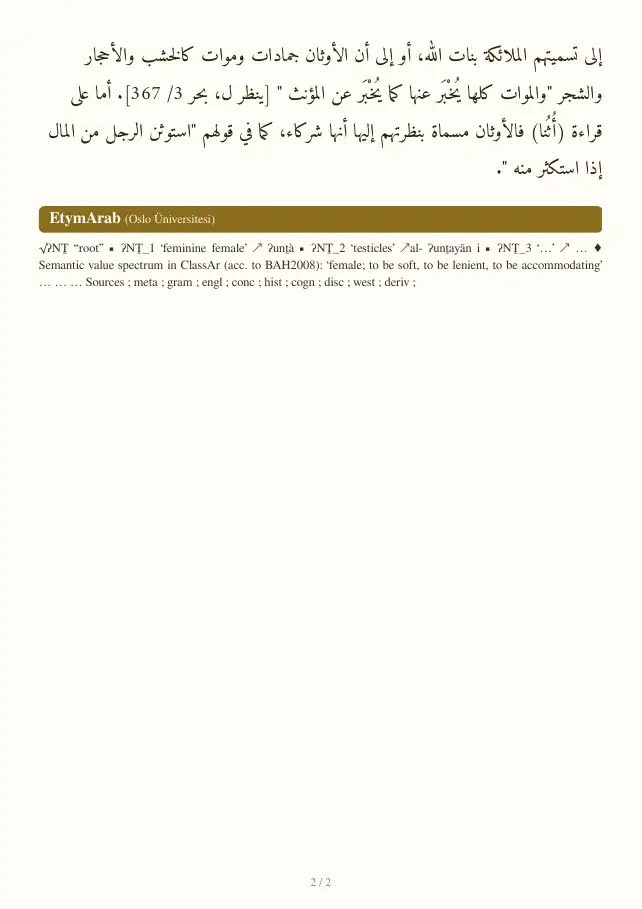 إلى تسميتهم الملائكة بنات الله، أو إلى أن الأوثان جمادات وموات كالخشب والأحجار
والشجر "والموات كلها يُخْبَر عنها كما يُخْبَر عن المؤنث " [ينظر ل، بحر 3/ 367]. أما على
قراءة (أُثُنا) فالأوثان مسماة بنظرتهم إليها أنها شركاء، كما في قولهم "استوثن الرجل من المال
إذا استكثر منه ".
EtymArab (Oslo Üniversitesi)
√ʔNṮ “root” ▪ ʔNṮ_1 ‘feminine female’ ↗ ʔunṯà ▪ ʔNṮ_2 ‘testicles’ ↗al- ʔunṯayān i ▪ ʔNṮ_3 ‘…’ ↗ … ♦
Semantic value spectrum in ClassAr (acc. to BAH2008): ‘female; to be soft, to be lenient, to be accommodating’
… … … Sources ; meta ; gram ; engl ; conc ; hist ; cogn ; disc ; west ; deriv ;
2 / 2